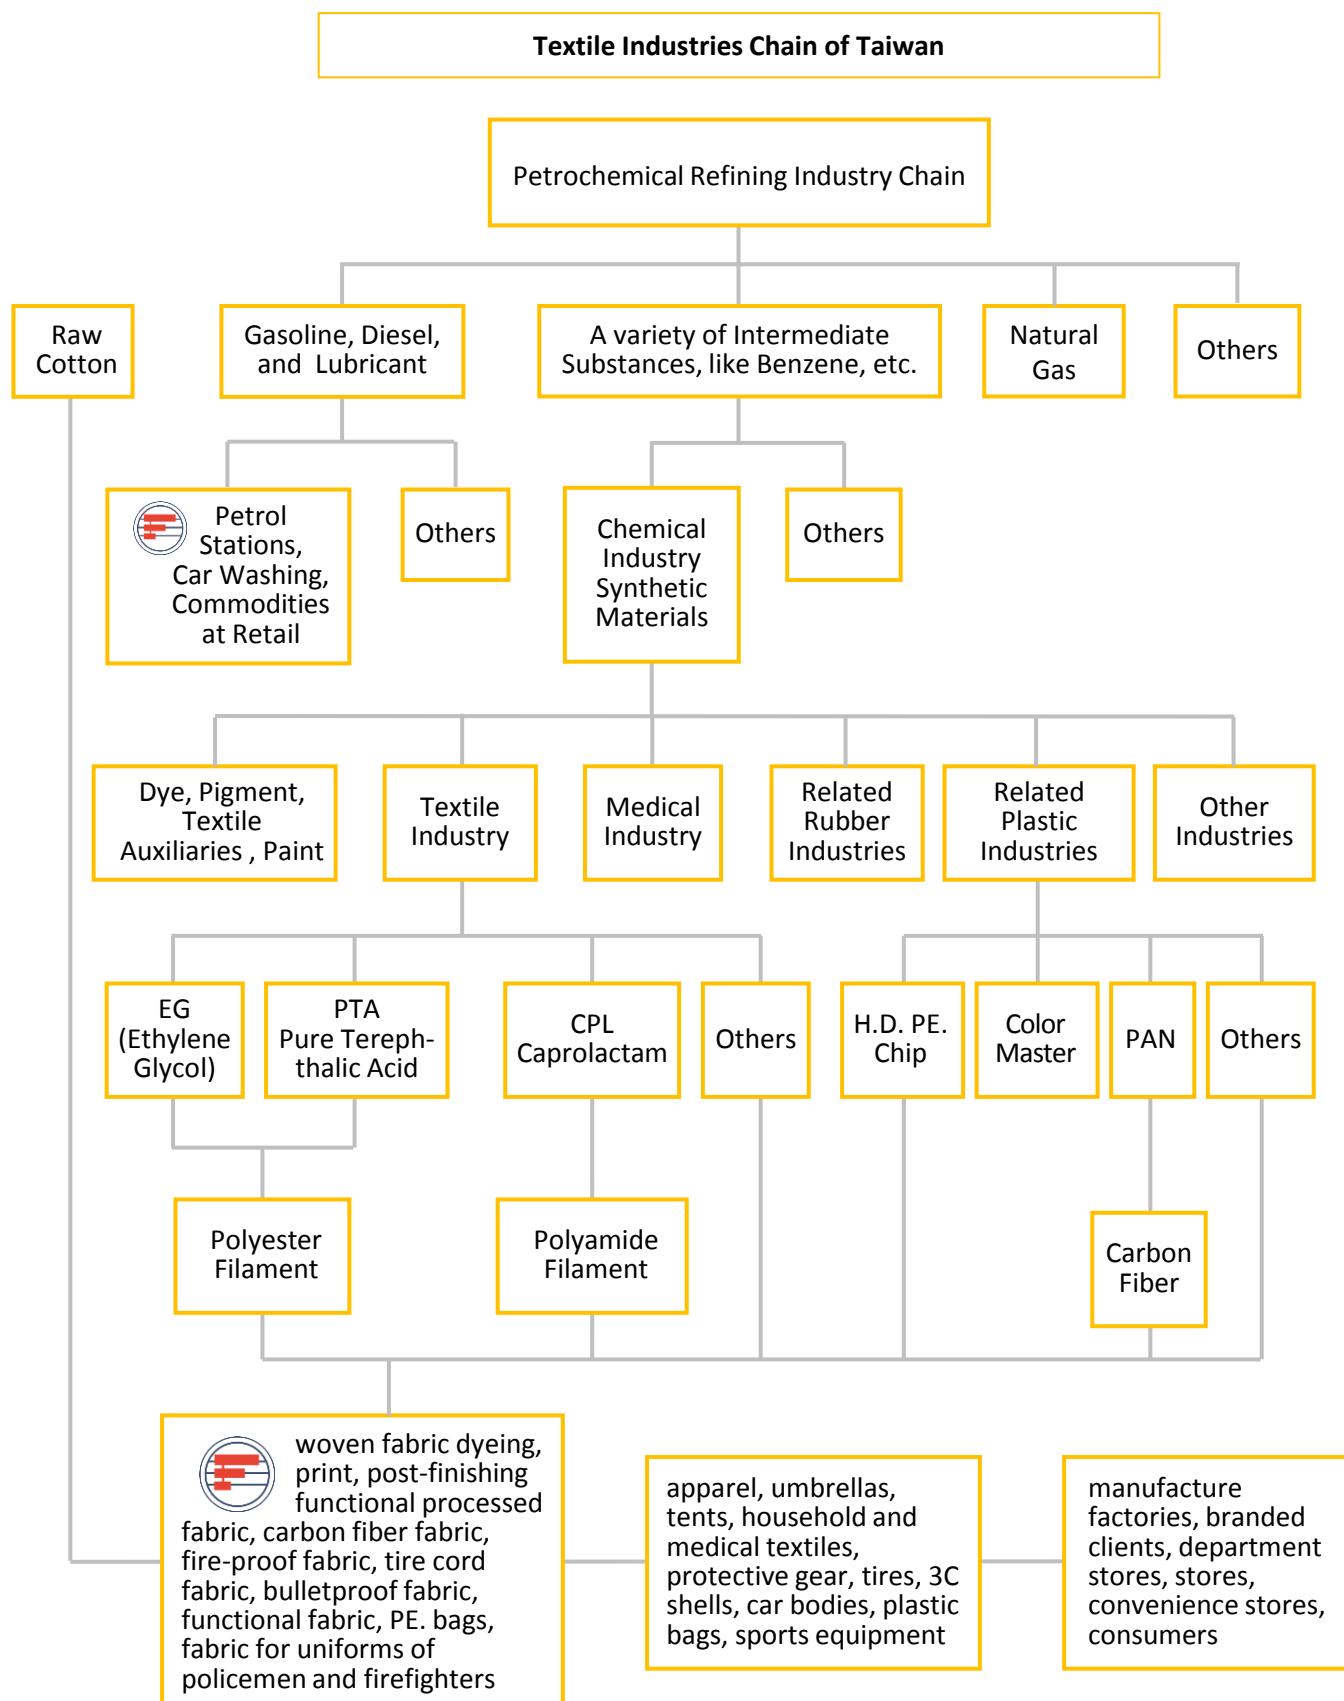 Textile Industries Chain of Taiwan
Petrochemical Refining Industry Chain
Raw
Cotton
Gasoline, Diesel,
and Lubricant
A variety of Intermediate
Substances, like Benzene, etc.
Natural
Gas
Others
Petrol
Stations,
Car Washing,
Commodities
at Retail
Others
Chemical
Industry
Synthetic
Materials
Others
Dye, Pigment,
Textile
Auxiliaries , Paint
Textile
Industry
Medical
Industry
Related
Rubber
Industries
Related
Plastic
Industries
Other
Industries
EG
(Ethylene
Glycol)
PTA
Pure Tereph-
thalic Acid
CPL
Caprolactam
Others
H.D. PE.
Chip
Color
Master
PAN
Others
Polyester
Filament
Polyamide
Filament
Carbon
Fiber
woven fabric dyeing,
print, post-finishing
functional processed
fabric, carbon fiber fabric,
fire-proof fabric, tire cord
fabric, bulletproof fabric,
functional fabric, PE. bags,
fabric for uniforms of
policemen and firefighters
apparel, umbrellas,
tents, household and
medical textiles,
protective gear, tires, 3C
shells, car bodies, plastic
bags, sports equipment
manufacture
factories, branded
clients, department
stores, stores,
convenience stores,
consumers